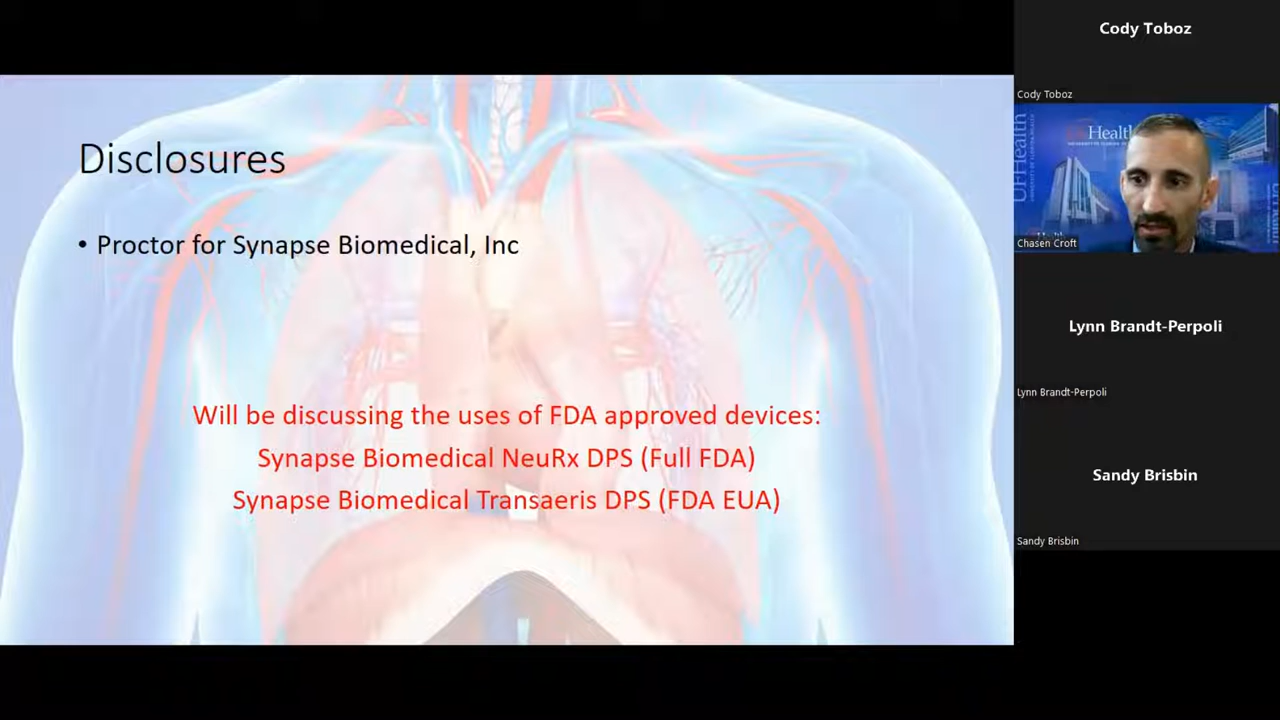 Disclosures
• Proctor for Synapse Biomedical, Inc
Will be discussing the uses of FDA approved devices:
Synapse Biomedical NeuRx DPS (Full FDA)
Synapse Biomedical Transaeris DPS (FDA EUA)
Cody Toboz
Cody Toboz
UFHealth
Health
Chasen Croft
Lynn Brandt-Perpoli
Lynn Brandt-Perpoli
Sandy Brisbin
Sandy Brisbin